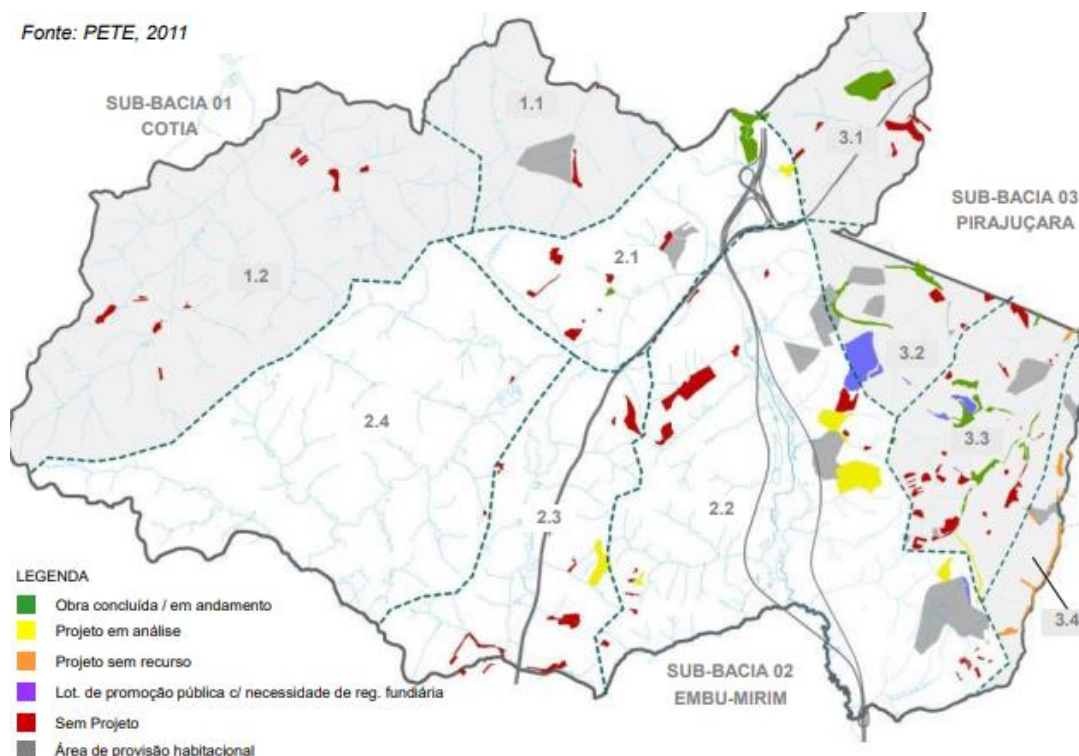 Fonte: PETE, 2011
SUB-BACIA 01
COTIA
1.1
3.1
SUB-BACIA 03
PIRAJUÇARA
1.2
2.1
3.2
2.4
3.3
2.3
2.2
3.4
SUB-BACIA 02
EMBU-MIRIM
LEGENDA
Obra concluída / em andamento
Projeto em análise
Projeto sem recurso
Lot. de promoção pública c/ necessidade de reg. fundiária
Sem Projeto
Área de provisão habitacional